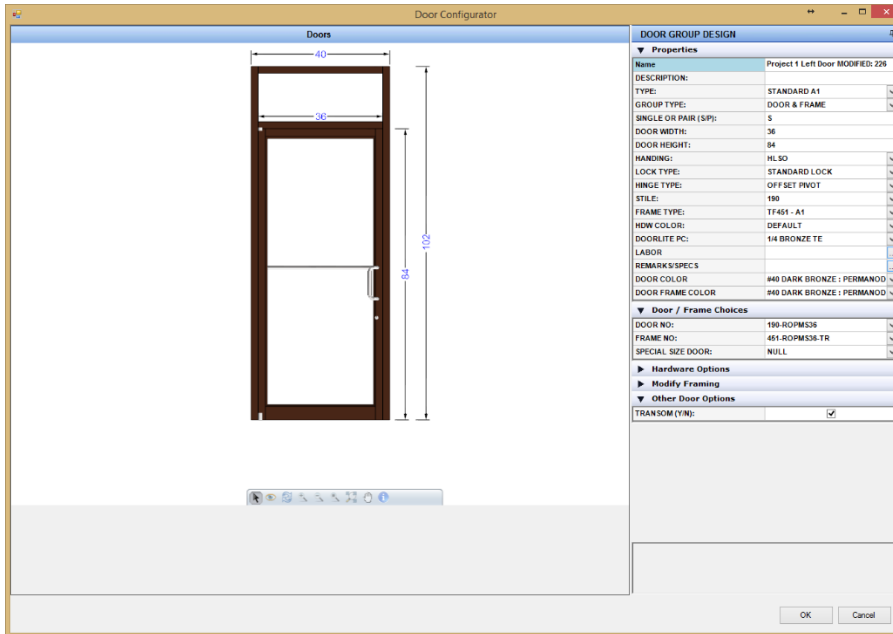 Door Configurator
Doors
40
36
84
102
DOOR GROUP DESIGN
Properties
Name Project 1 Left Door MODIFIED: 226
DESCRIPTION:
TYPE: STANDARD A1
GROUP TYPE: DOOR & FRAME
SINGLE OR PAIR (S/P): S
DOOR WIDTH: 36
DOOR HEIGHT: 84
HANDING: HLSO
LOCK TYPE: STANDARD LOCK
HINGE TYPE: OFFSET PIVOT
STILE: 190
FRAME TYPE: TF451 - A1
HDW COLOR: DEFAULT
DOORLITE PC: 1/4 BRONZE TE
LABOR
REMARKS/SPECS
DOOR COLOR #40 DARK BRONZE : PERMANOD
DOOR FRAME COLOR #40 DARK BRONZE : PERMANOD
Door / Frame Choices
DOOR NO: 190-ROPMS36
FRAME NO: 451-ROPMS36-TR
SPECIAL SIZE DOOR: NULL
Hardware Options
Modify Framing
Other Door Options
TRANSOM (Y/N):
OK Cancel